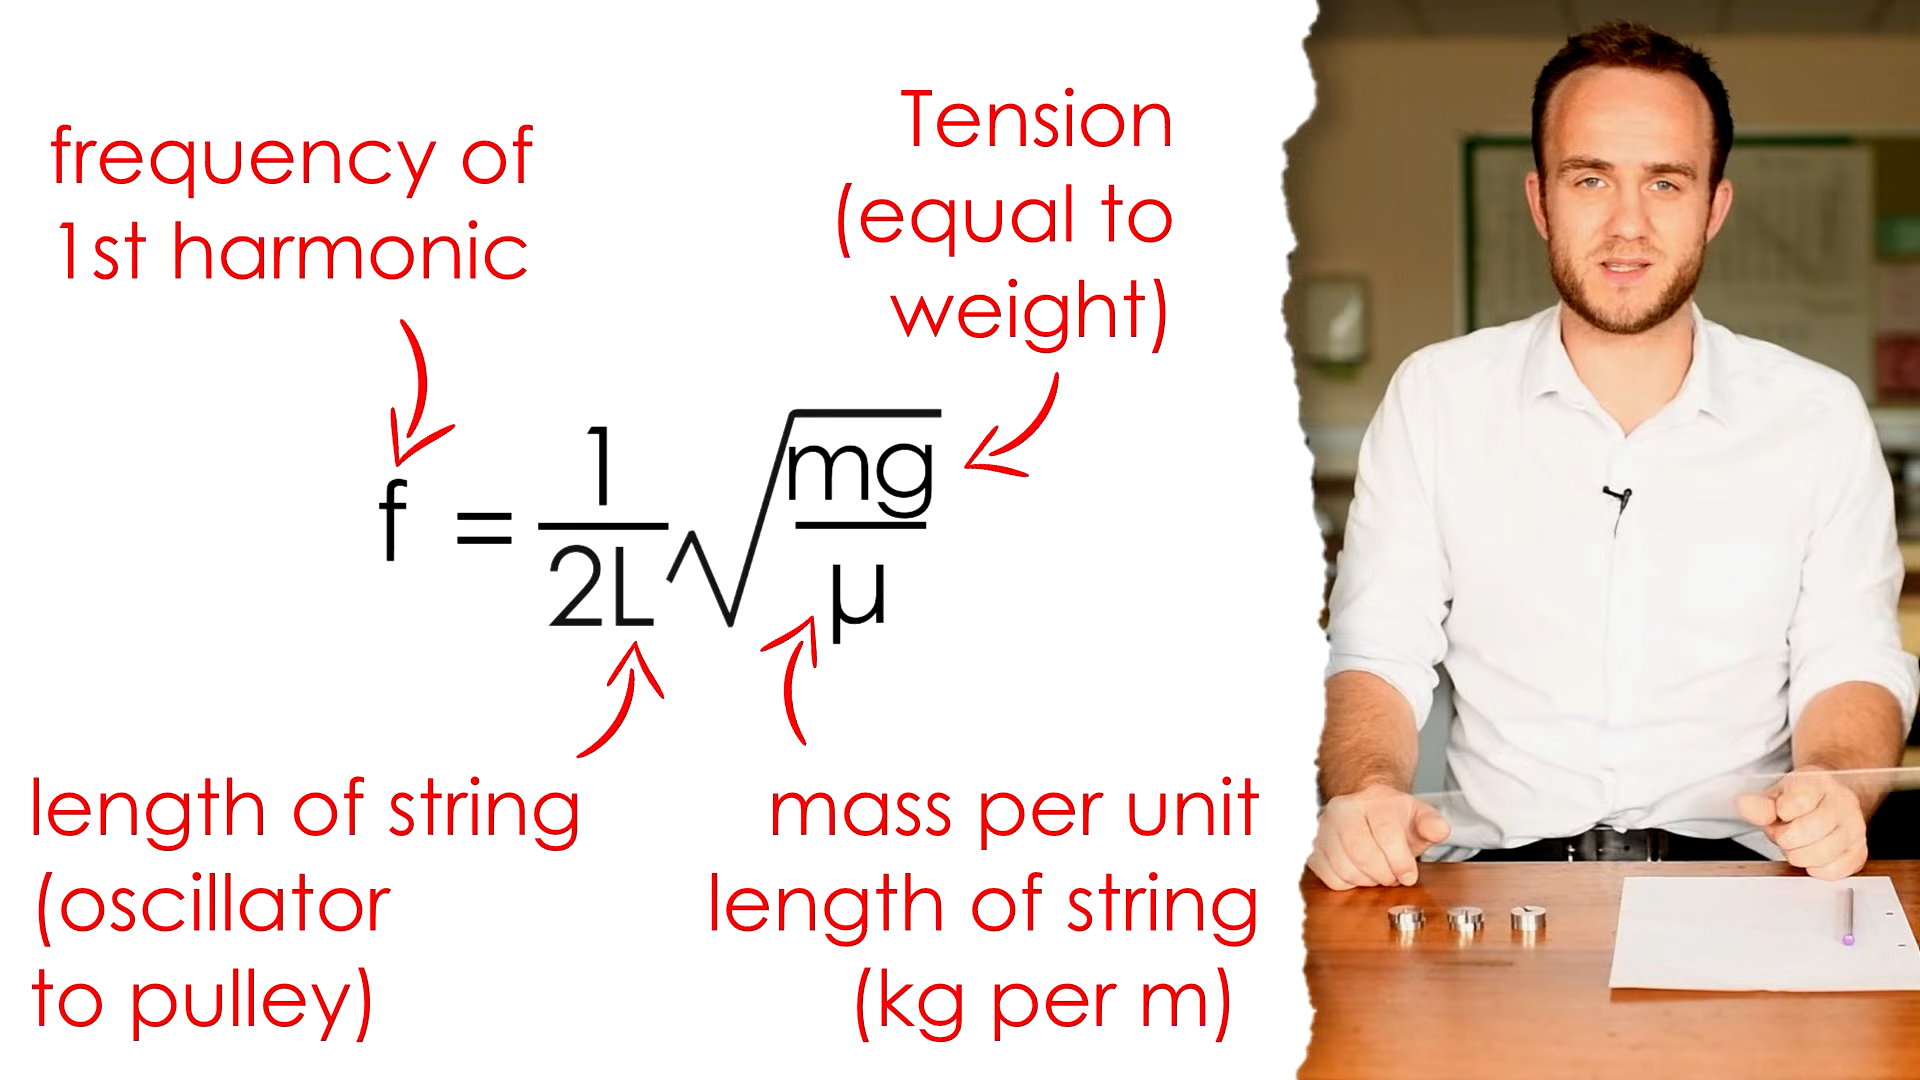 frequency of
1st harmonic
Tension
(equal to
weight)
f = 1/2L √mg/µ
length of string
(oscillator
to pulley)
mass per unit
length of string
(kg per m)